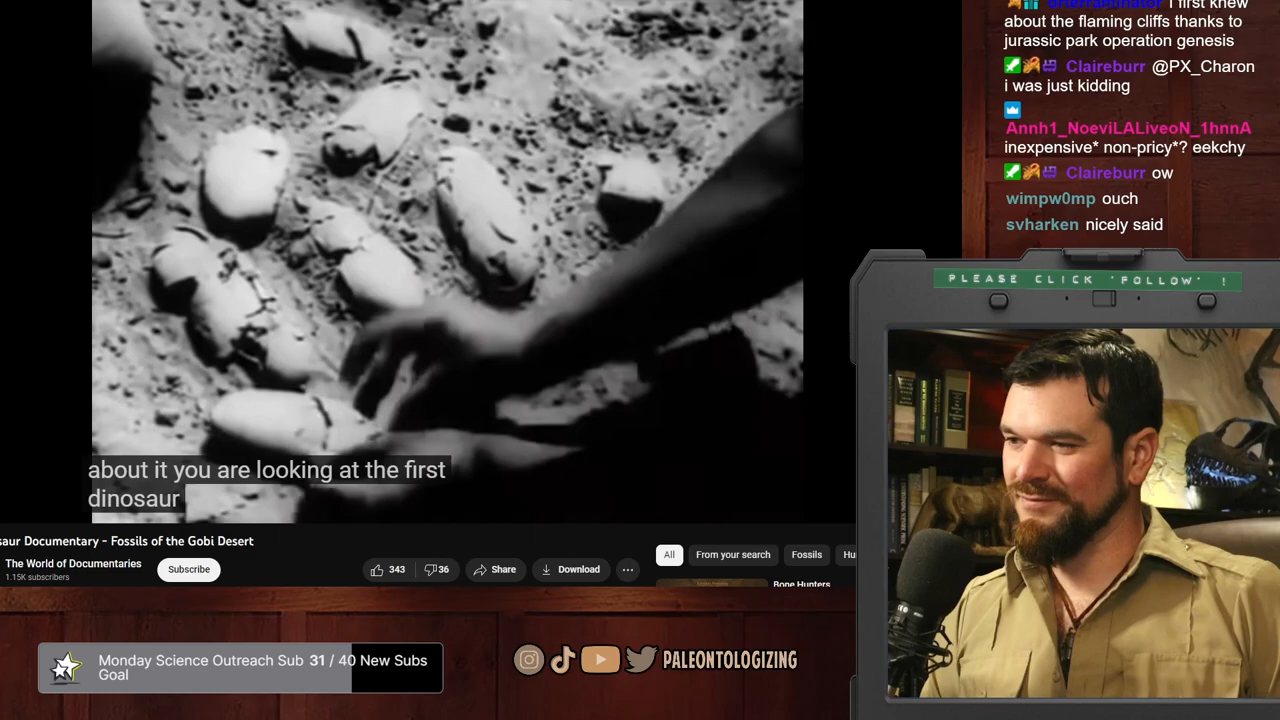 drterraminator I first knew
about the flaming cliffs thanks to
jurassic park operation genesis
Claireburr @PX_Charon
i was just kidding
Annh1_NoeviLALiveoN_1hnnA
inexpensive* non-pricy*? eekchy
Claireburr ow
wimpw0mp ouch
svharken nicely said
PLEASE CLICK 'FOLLOW' !
about it you are looking at the first
dinosaur
saur Documentary - Fossils of the Gobi Desert
The World of Documentaries
1.15K subscribers
Subscribe
343
36
Share
Download
All
From your search
Fossils
Hu
Bone Hunters
Monday Science Outreach Sub 31 / 40 New Subs
Goal
PALEONTOLOGIZING